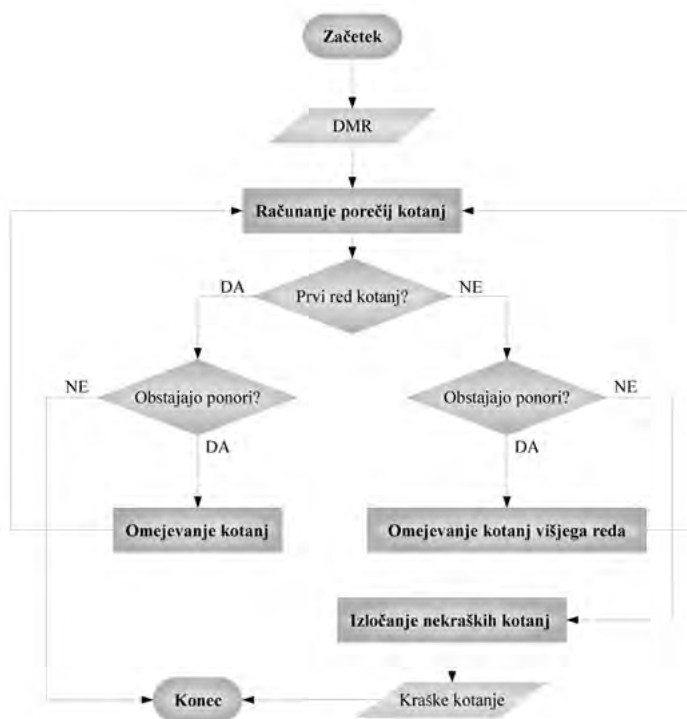 Začetek
DMR
Računanje porečij kotanj
DA
Prvi red kotanj?
NE
NE
Obstajajo ponori?
Obstajajo ponori?
NE
DA
DA
Omejevanje kotanj
Omejevanje kotanj višjega reda
Izločanje nekraških kotanj
Konec
Kraške kotanje